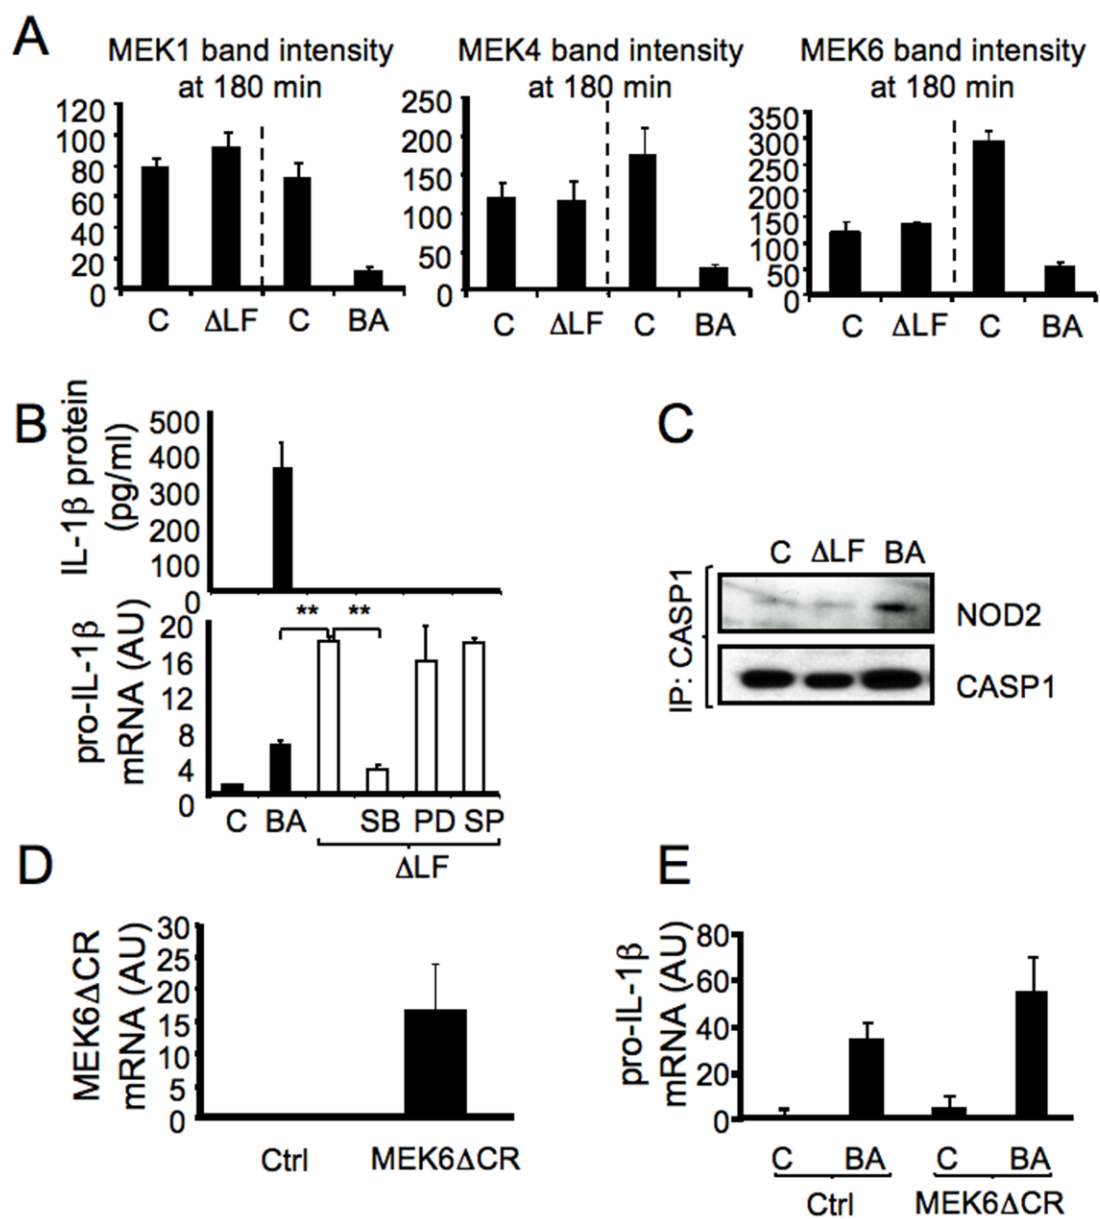 A
MEK1 band intensity
at 180 min
120
100
80
60
40
20
0
C ΔLF C BA
MEK4 band intensity
at 180 min
250
200
150
100
50
0
C ΔLF C BA
MEK6 band intensity
at 180 min
350
300
250
200
150
100
50
0
C ΔLF C BA
B
IL-1β protein
(pg/ml)
500
400
300
200
100
0
pro-IL-1β
mRNA (AU)
20
16
12
8
4
0
** **
C BA SB PD SP
ΔLF
C
C ΔLF BA
IP: CASP1
NOD2
CASP1
D
MEK6ΔCR
mRNA (AU)
30
25
20
15
10
5
0
Ctrl MEK6ΔCR
E
pro-IL-1β
mRNA (AU)
80
60
40
20
0
C BA C BA
Ctrl MEK6ΔCR